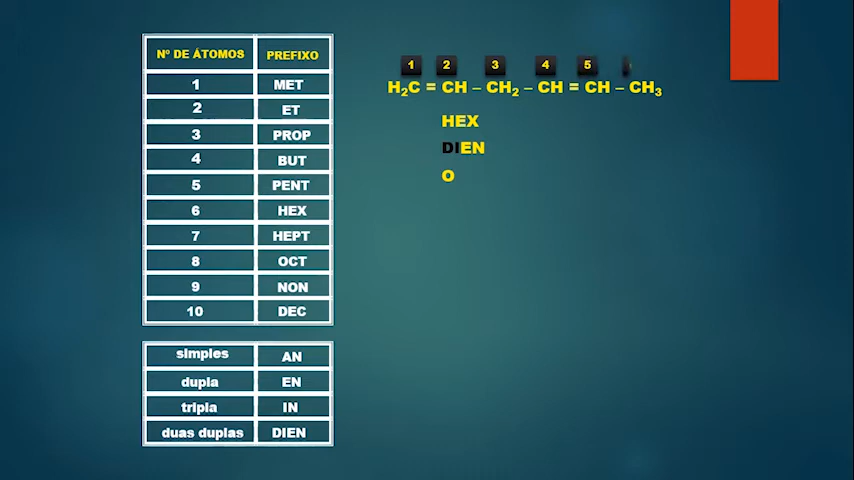 Nº DE ÁTOMOS PREFIXO
1 MET
2 ET
3 PROP
4 BUT
5 PENT
6 HEX
7 HEPT
8 OCT
9 NON
10 DEC
simples AN
dupla EN
tripla IN
duas duplas DIEN
1 2 3 4 5
H₂C = CH – CH₂ – CH = CH – CH₃
HEX
DIEN
O